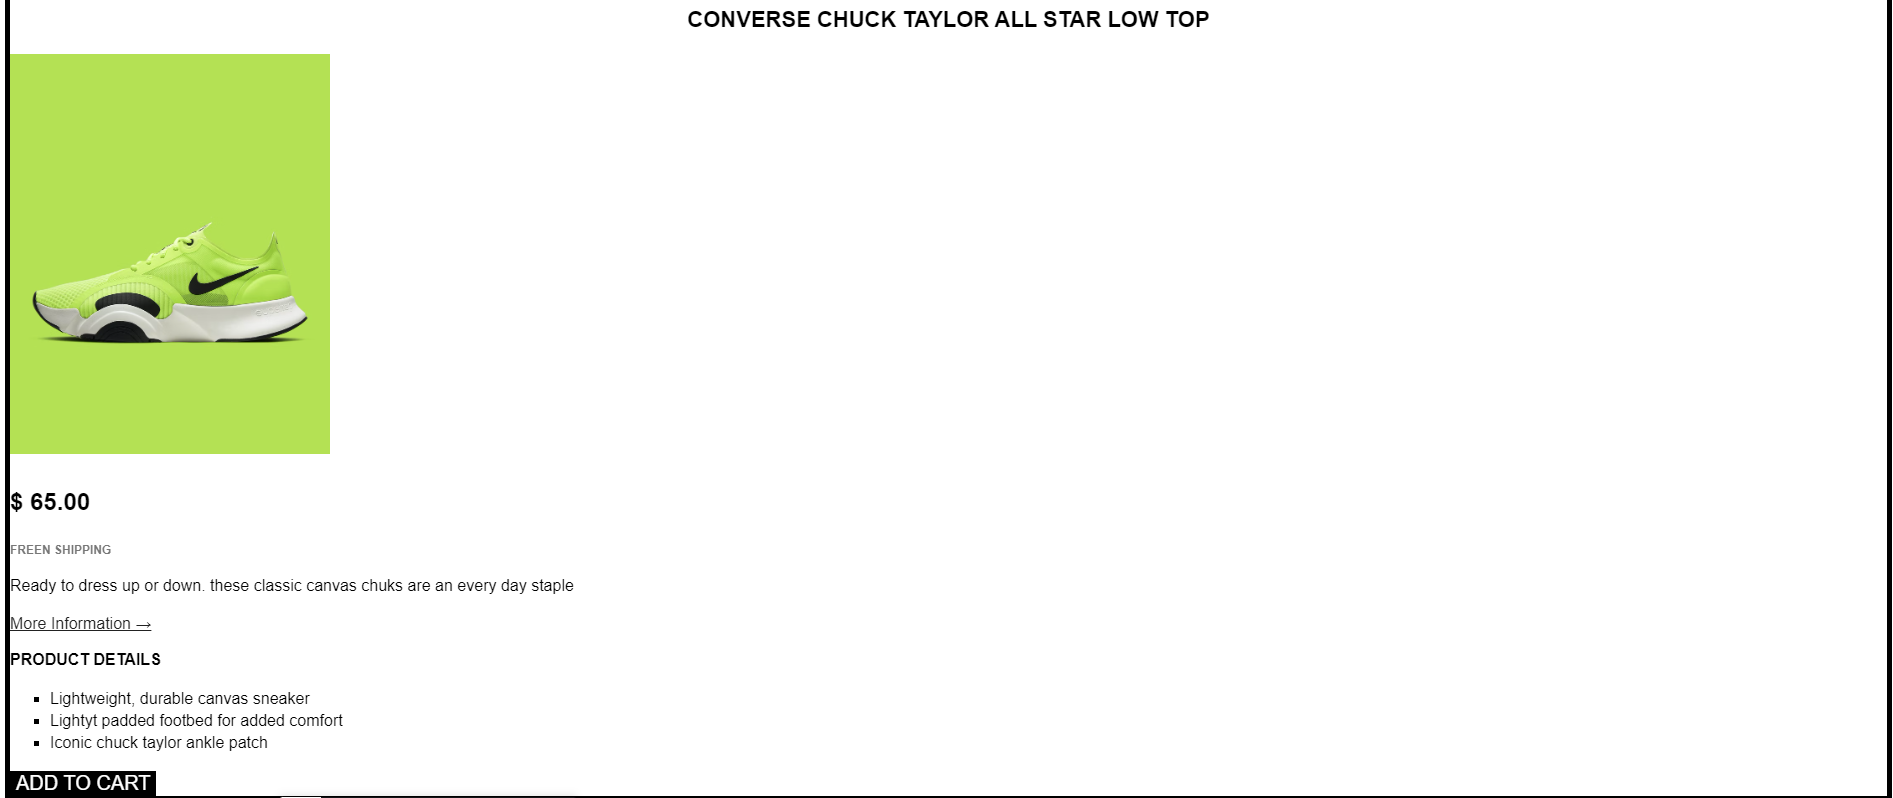 CONVERSE CHUCK TAYLOR ALL STAR LOW TOP
$ 65.00
FREEN SHIPPING
Ready to dress up or down. these classic canvas chuks are an every day staple
More Information →
PRODUCT DETAILS
Lightweight, durable canvas sneaker
Lightyt padded footbed for added comfort
Iconic chuck taylor ankle patch
ADD TO CART